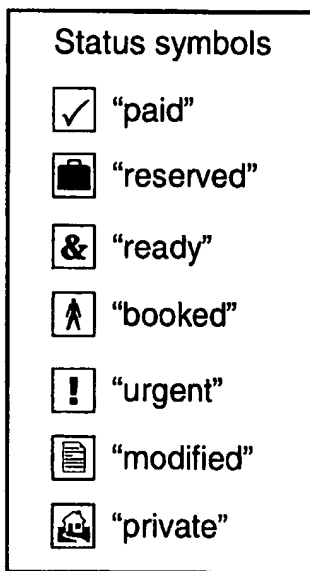 Status symbols
✓ “paid”
“reserved”
& “ready”
“booked”
! “urgent”
“modified”
“private”